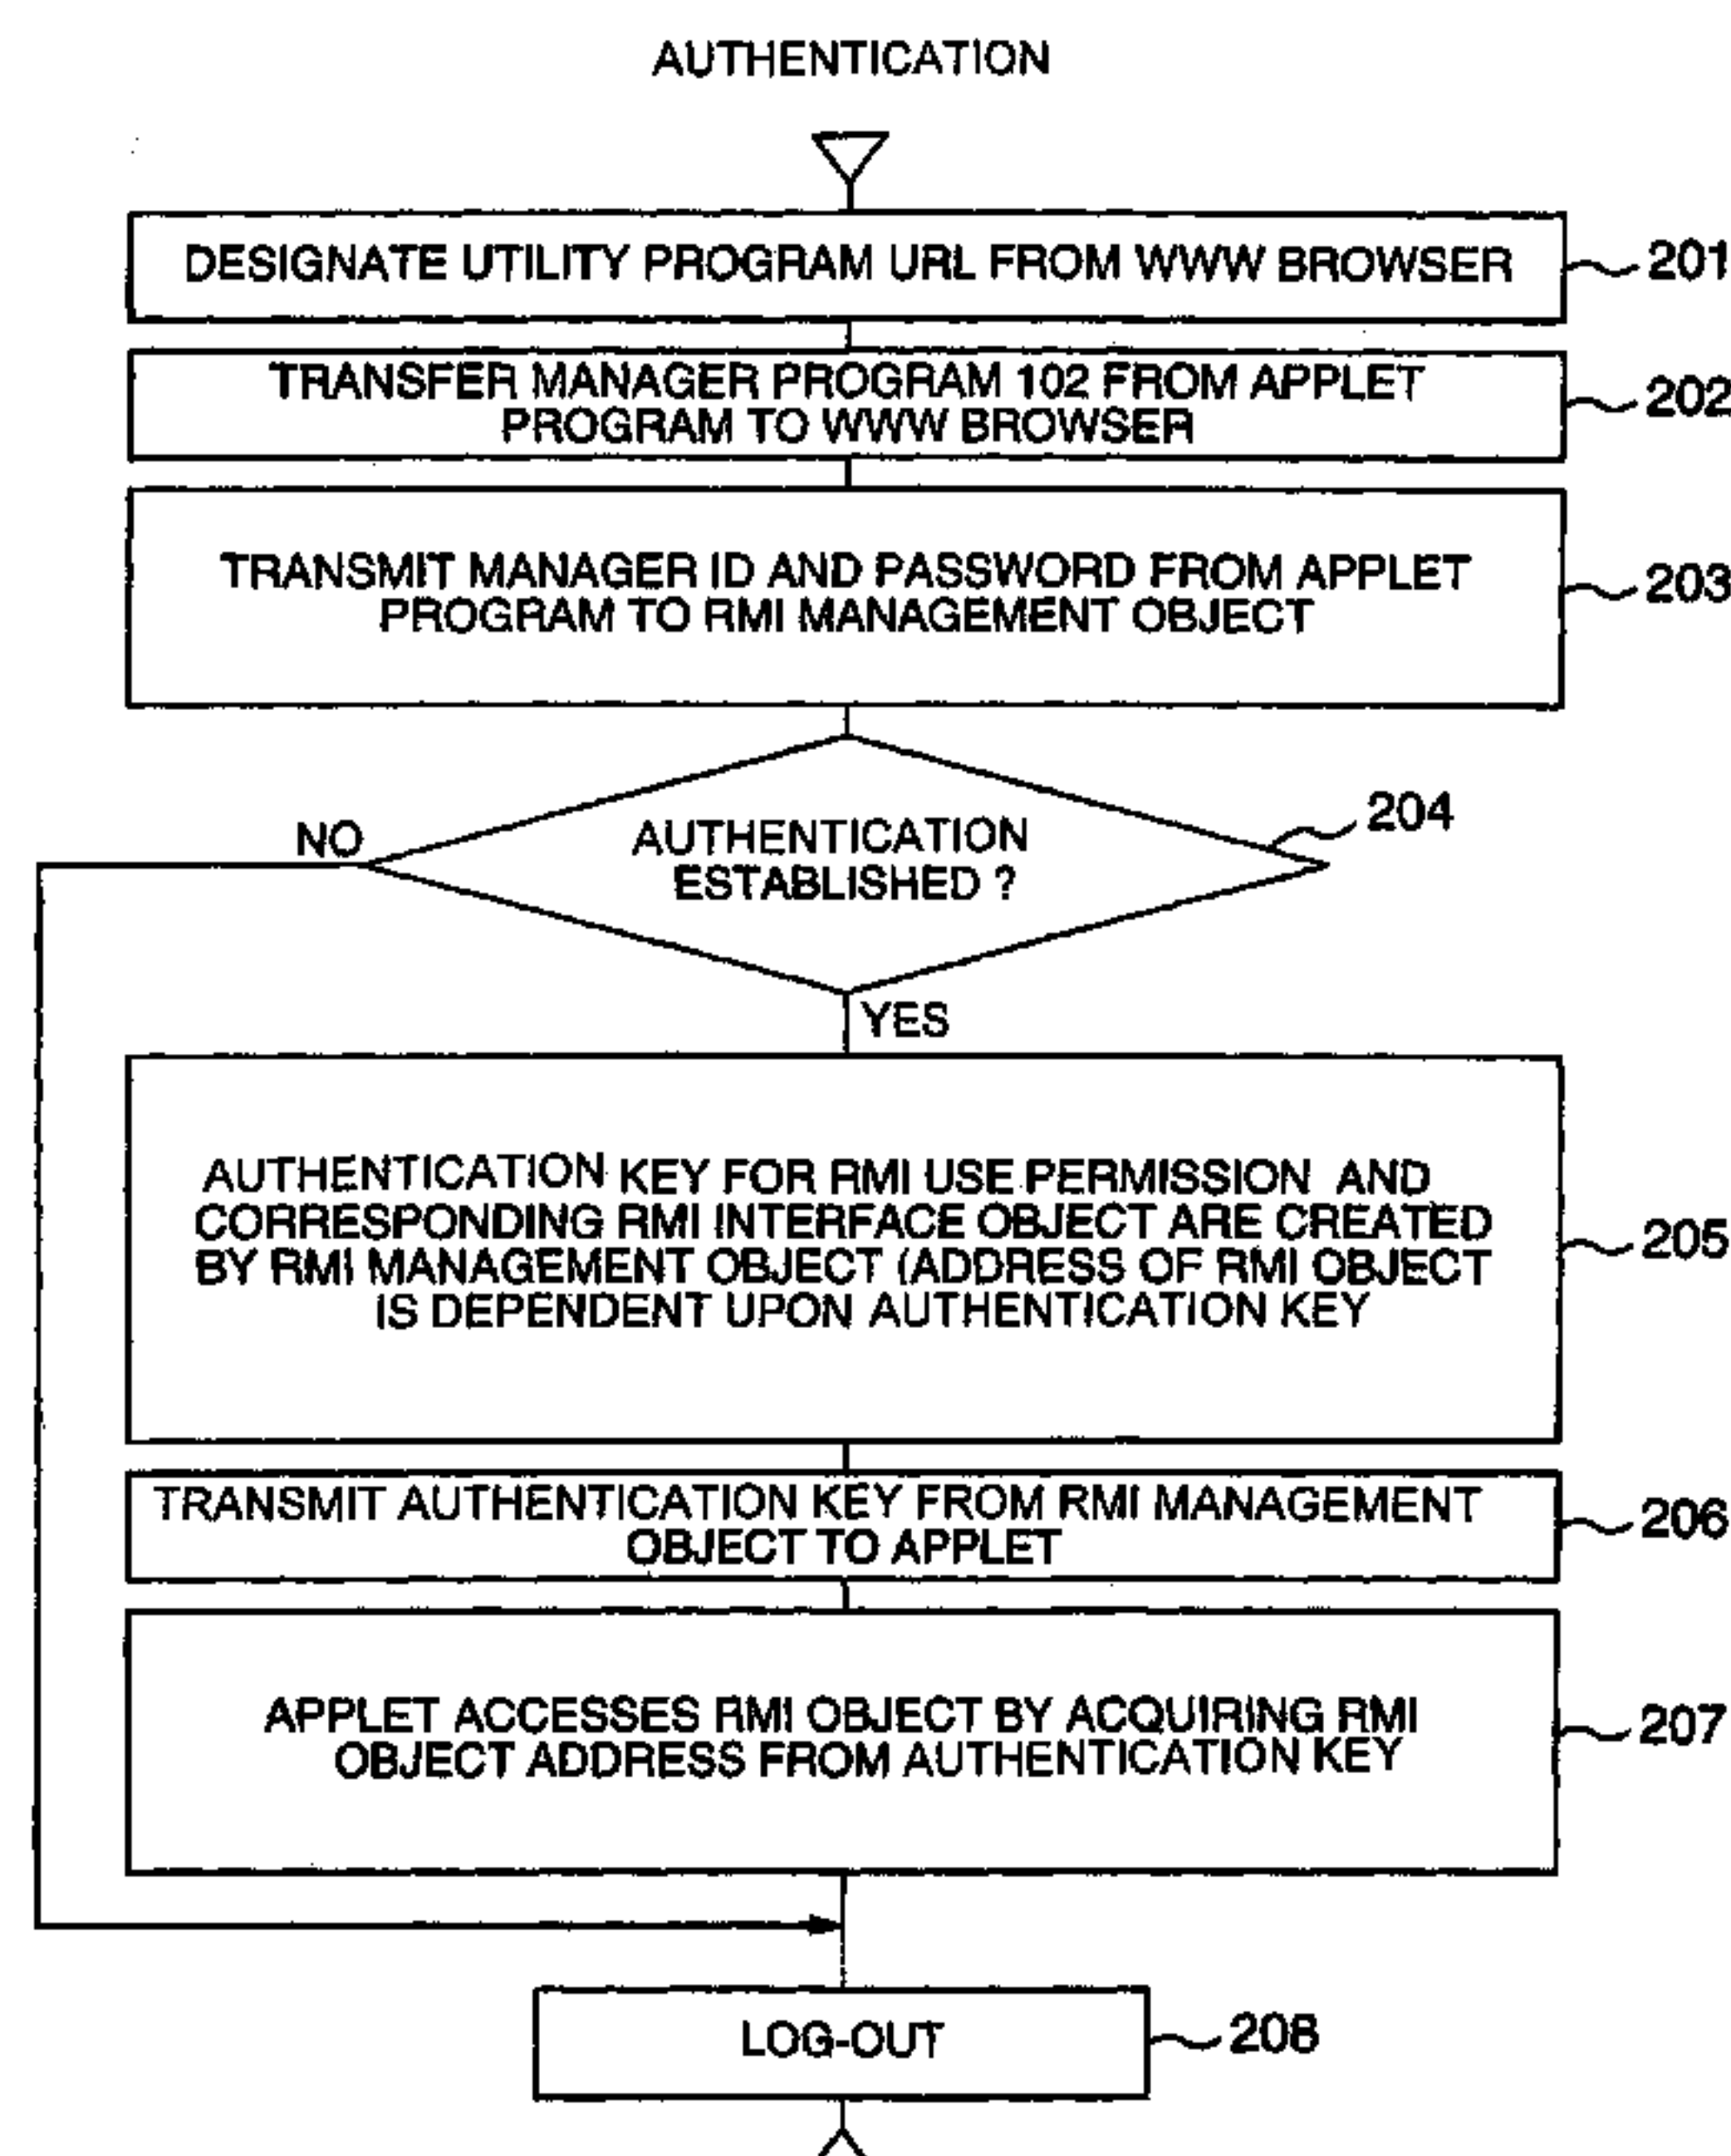 AUTHENTICATION
DESIGNATE UTILITY PROGRAM URL FROM WWW BROWSER
201
TRANSFER MANAGER PROGRAM 102 FROM APPLET
PROGRAM TO WWW BROWSER
202
TRANSMIT MANAGER ID AND PASSWORD FROM APPLET
PROGRAM TO RMI MANAGEMENT OBJECT
203
204
NO
AUTHENTICATION
ESTABLISHED ?
YES
AUTHENTICATION KEY FOR RMI USE PERMISSION AND
CORRESPONDING RMI INTERFACE OBJECT ARE CREATED
BY RMI MANAGEMENT OBJECT (ADDRESS OF RMI OBJECT
IS DEPENDENT UPON AUTHENTICATION KEY
205
TRANSMIT AUTHENTICATION KEY FROM RMI MANAGEMENT
OBJECT TO APPLET
206
APPLET ACCESSES RMI OBJECT BY ACQUIRING RMI
OBJECT ADDRESS FROM AUTHENTICATION KEY
207
LOG-OUT
208